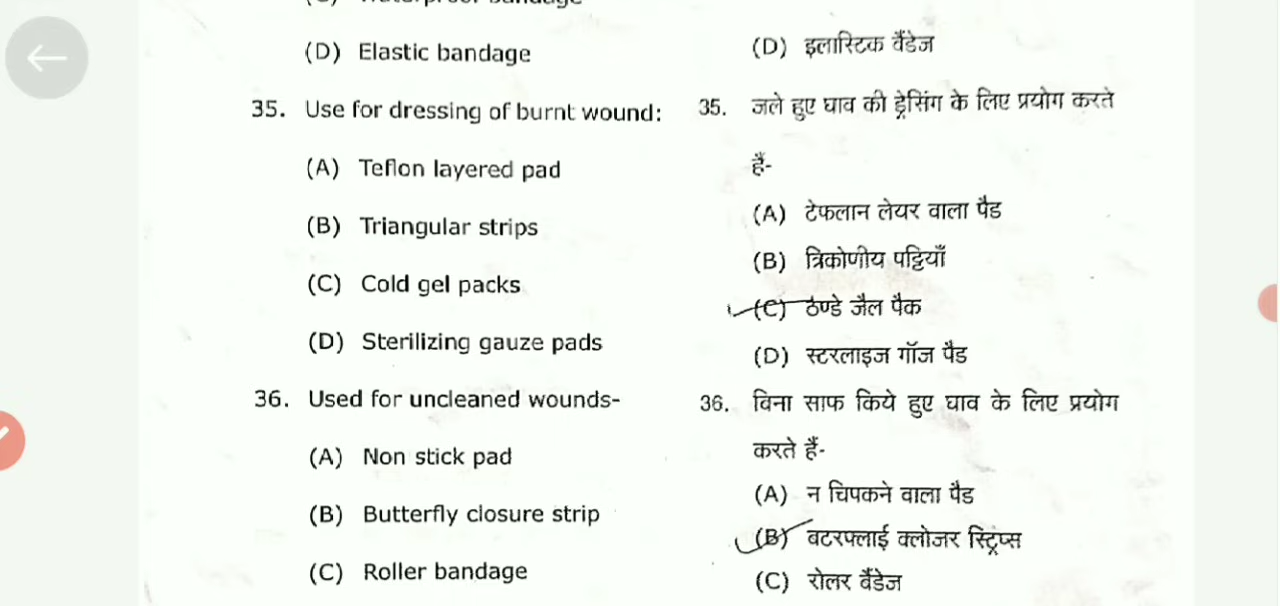 (D) Elastic bandage
35. Use for dressing of burnt wound:
(A) Teflon layered pad
(B) Triangular strips
(C) Cold gel packs
(D) Sterilizing gauze pads
36. Used for uncleaned wounds-
(A) Non stick pad
(B) Butterfly closure strip
(C) Roller bandage
(D) इलास्टिक बैंडेज
35. जले हुए घाव की ड्रेसिंग के लिए प्रयोग करते
हैं-
(A) टेफलान लेयर वाला पैड
(B) त्रिकोणीय पट्टियाँ
(C) ठण्डे जैल पैक
(D) स्टरलाइज गॉज पैड
36. बिना साफ किये हुए घाव के लिए प्रयोग
करते हैं-
(A) न चिपकने वाला पैड
(B) बटरफ्लाई क्लोजर स्ट्रिप्स
(C) रोलर बैंडेज